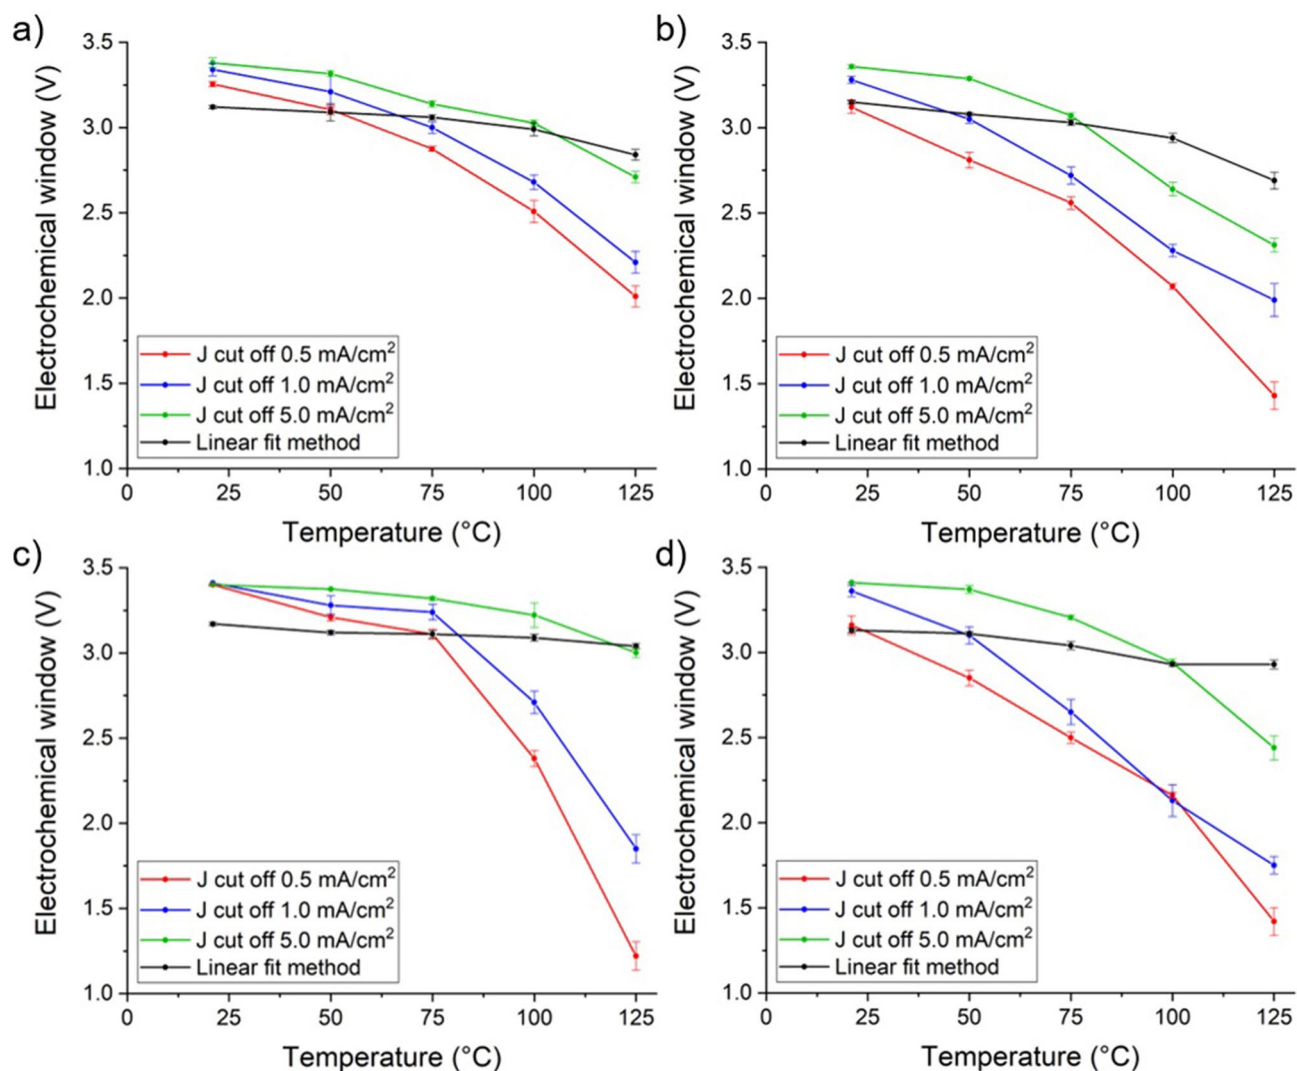 a)
Electrochemical window (V)
3.5
3.0
2.5
2.0
1.5
1.0
J cut off 0.5 mA/cm²
J cut off 1.0 mA/cm²
J cut off 5.0 mA/cm²
Linear fit method
0 25 50 75 100 125
Temperature (°C)
b)
Electrochemical window (V)
3.5
3.0
2.5
2.0
1.5
1.0
J cut off 0.5 mA/cm²
J cut off 1.0 mA/cm²
J cut off 5.0 mA/cm²
Linear fit method
0 25 50 75 100 125
Temperature (°C)
c)
Electrochemical window (V)
3.5
3.0
2.5
2.0
1.5
1.0
J cut off 0.5 mA/cm²
J cut off 1.0 mA/cm²
J cut off 5.0 mA/cm²
Linear fit method
0 25 50 75 100 125
Temperature (°C)
d)
Electrochemical window (V)
3.5
3.0
2.5
2.0
1.5
1.0
J cut off 0.5 mA/cm²
J cut off 1.0 mA/cm²
J cut off 5.0 mA/cm²
Linear fit method
0 25 50 75 100 125
Temperature (°C)